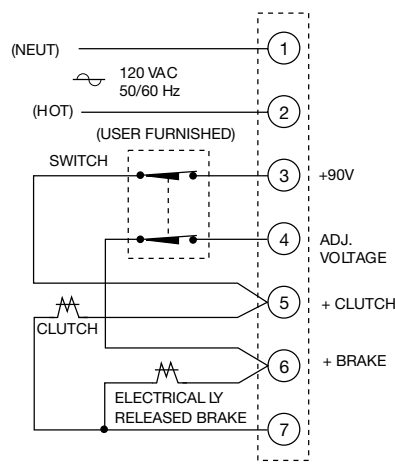 (NEUT)
1
120 VAC
50/60 Hz
(HOT)
2
(USER FURNISHED)
SWITCH
3
+90V
4
ADJ.
VOLTAGE
5
+ CLUTCH
CLUTCH
6
+ BRAKE
ELECTRICAL LY
RELEASED BRAKE
7